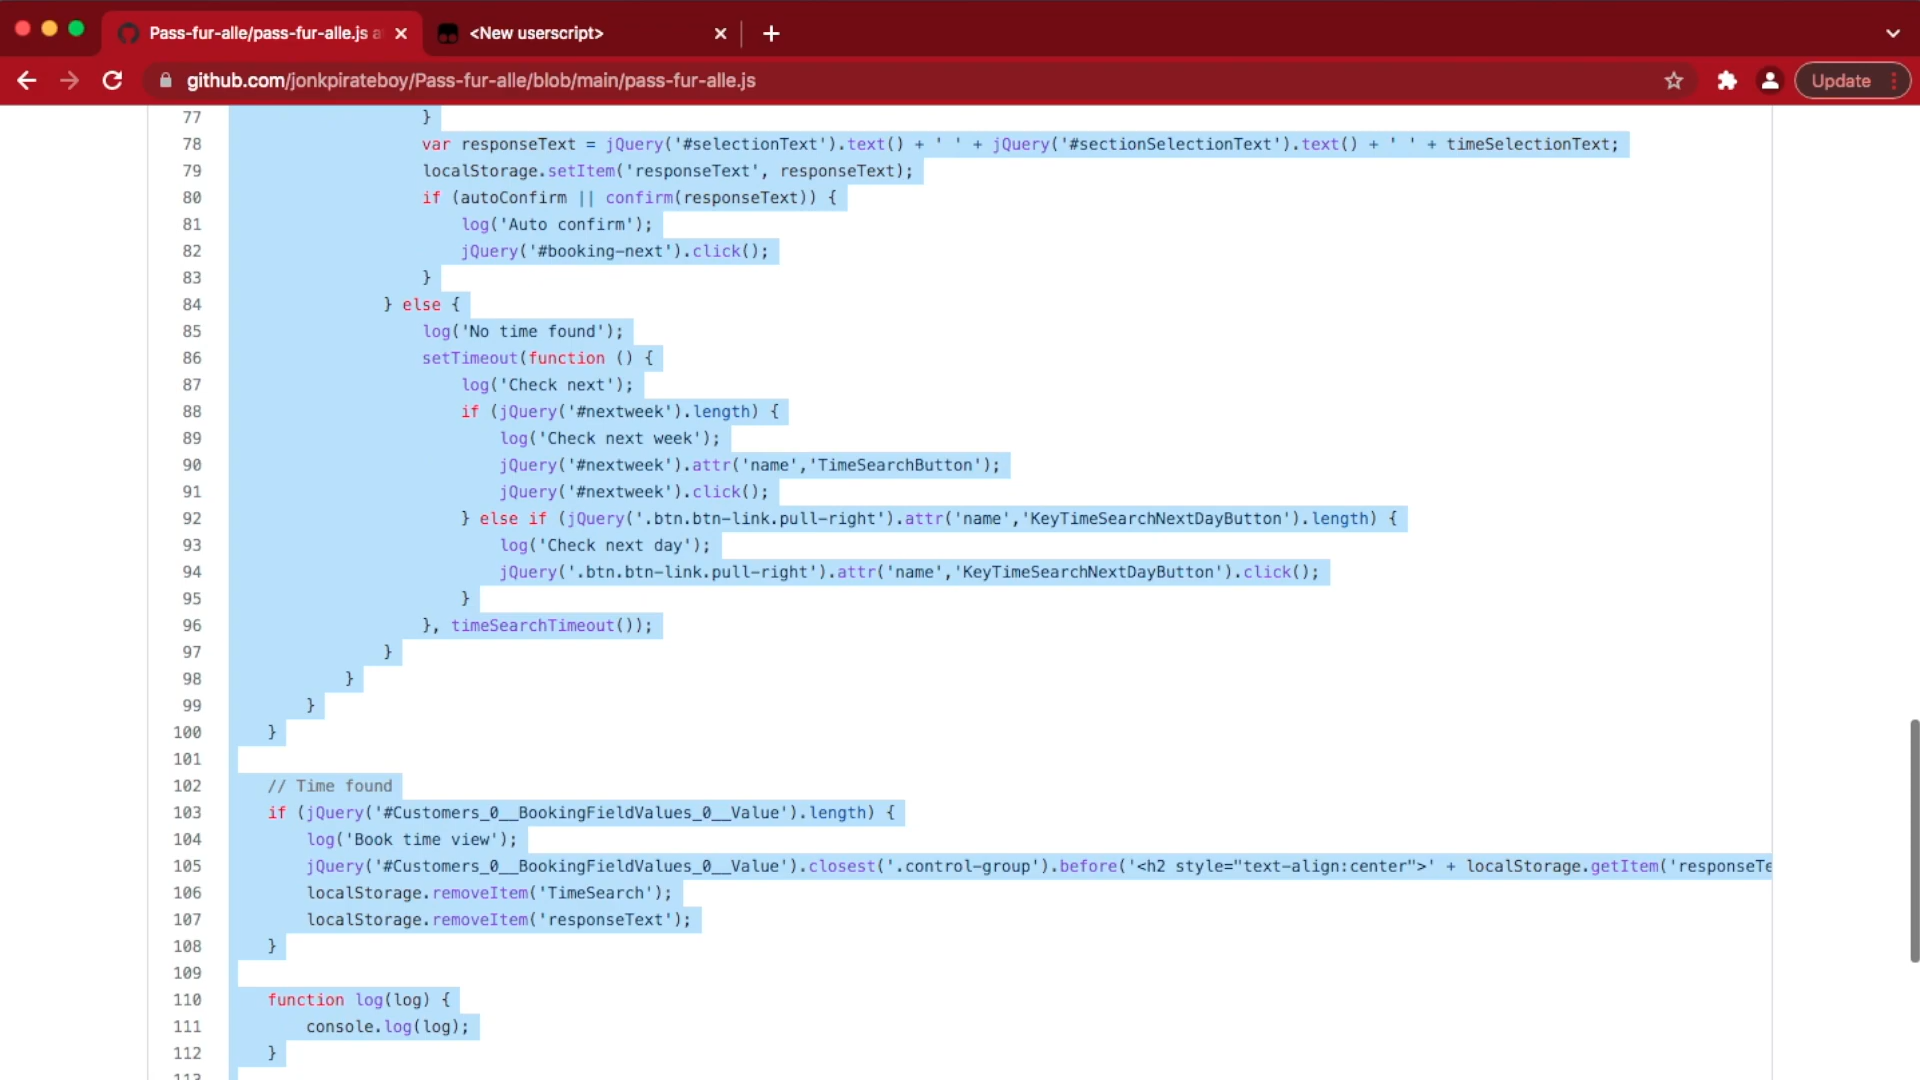 Pass-fur-alle/pass-fur-alle.js a
<New userscript>
github.com/jonkpirateboy/Pass-fur-alle/blob/main/pass-fur-alle.js
Update
77 }
78 var responseText = jQuery('#selectionText').text() + ' ' + jQuery('#sectionSelectionText').text() + ' ' + timeSelectionText;
79 localStorage.setItem('responseText', responseText);
80 if (autoConfirm || confirm(responseText)) {
81 log('Auto confirm');
82 jQuery('#booking-next').click();
83 }
84 } else {
85 log('No time found');
86 setTimeout(function () {
87 log('Check next');
88 if (jQuery('#nextweek').length) {
89 log('Check next week');
90 jQuery('#nextweek').attr('name','TimeSearchButton');
91 jQuery('#nextweek').click();
92 } else if (jQuery('.btn.btn-link.pull-right').attr('name','KeyTimeSearchNextDayButton').length) {
93 log('Check next day');
94 jQuery('.btn.btn-link.pull-right').attr('name','KeyTimeSearchNextDayButton').click();
95 }
96 }, timeSearchTimeout());
97 }
98 }
99 }
100 }
101
102 // Time found
103 if (jQuery('#Customers_0__BookingFieldValues_0__Value').length) {
104 log('Book time view');
105 jQuery('#Customers_0__BookingFieldValues_0__Value').closest('.control-group').before('<h2 style="text-align:center">' + localStorage.getItem('responseTe
106 localStorage.removeItem('TimeSearch');
107 localStorage.removeItem('responseText');
108 }
109
110 function log(log) {
111 console.log(log);
112 }
113